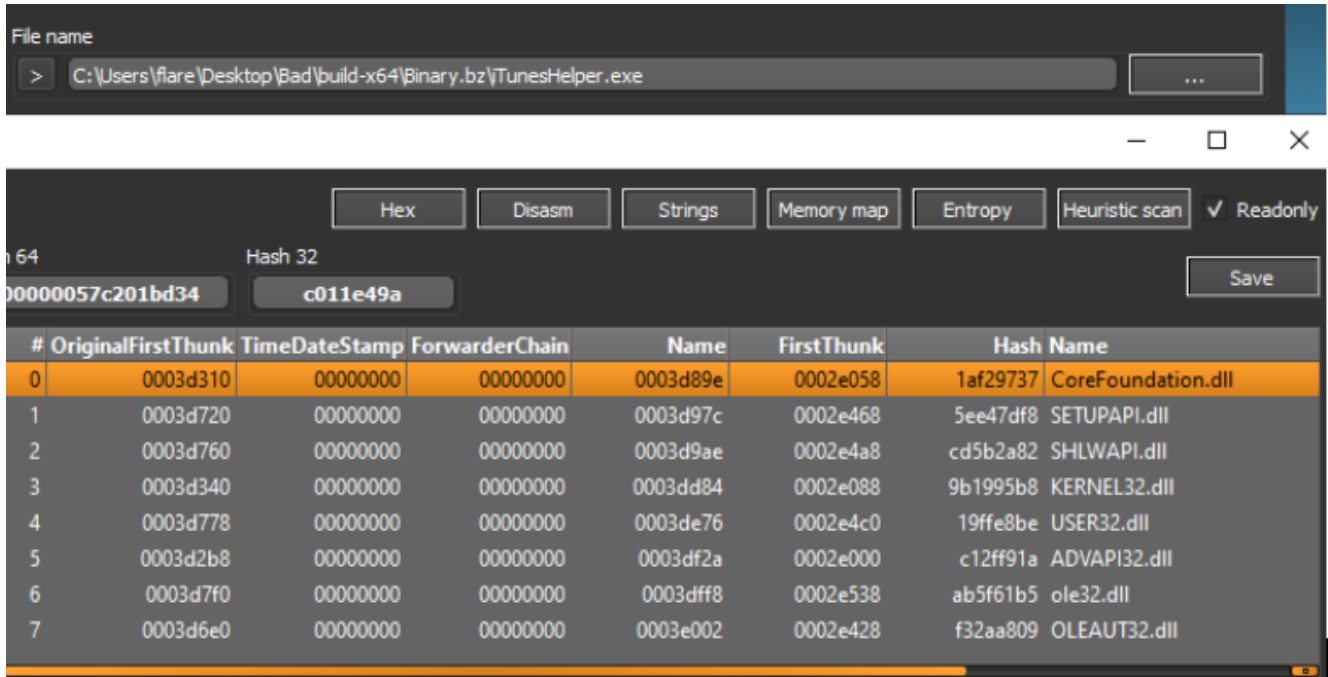 File name
> C:\Users\flare\Desktop\Bad\build-x64\Binary.bz\iTunesHelper.exe ...
Hex Disasm Strings Memory map Entropy Heuristic scan ✓ Readonly
64 Hash 32
00000057c201bd34 c011e49a Save
# OriginalFirstThunk TimeDateStamp ForwarderChain Name FirstThunk Hash Name
0 0003d310 00000000 00000000 0003d89e 0002e058 1af29737 CoreFoundation.dll
1 0003d720 00000000 00000000 0003d97c 0002e468 5ee47df8 SETUPAPI.dll
2 0003d760 00000000 00000000 0003d9ae 0002e4a8 cd5b2a82 SHLWAPI.dll
3 0003d340 00000000 00000000 0003dd84 0002e088 9b1995b8 KERNEL32.dll
4 0003d778 00000000 00000000 0003de76 0002e4c0 19ffe8be USER32.dll
5 0003d2b8 00000000 00000000 0003df2a 0002e000 c12ff91a ADVAPI32.dll
6 0003d7f0 00000000 00000000 0003dff8 0002e538 ab5f61b5 ole32.dll
7 0003d6e0 00000000 00000000 0003e002 0002e428 f32aa809 OLEAUT32.dll